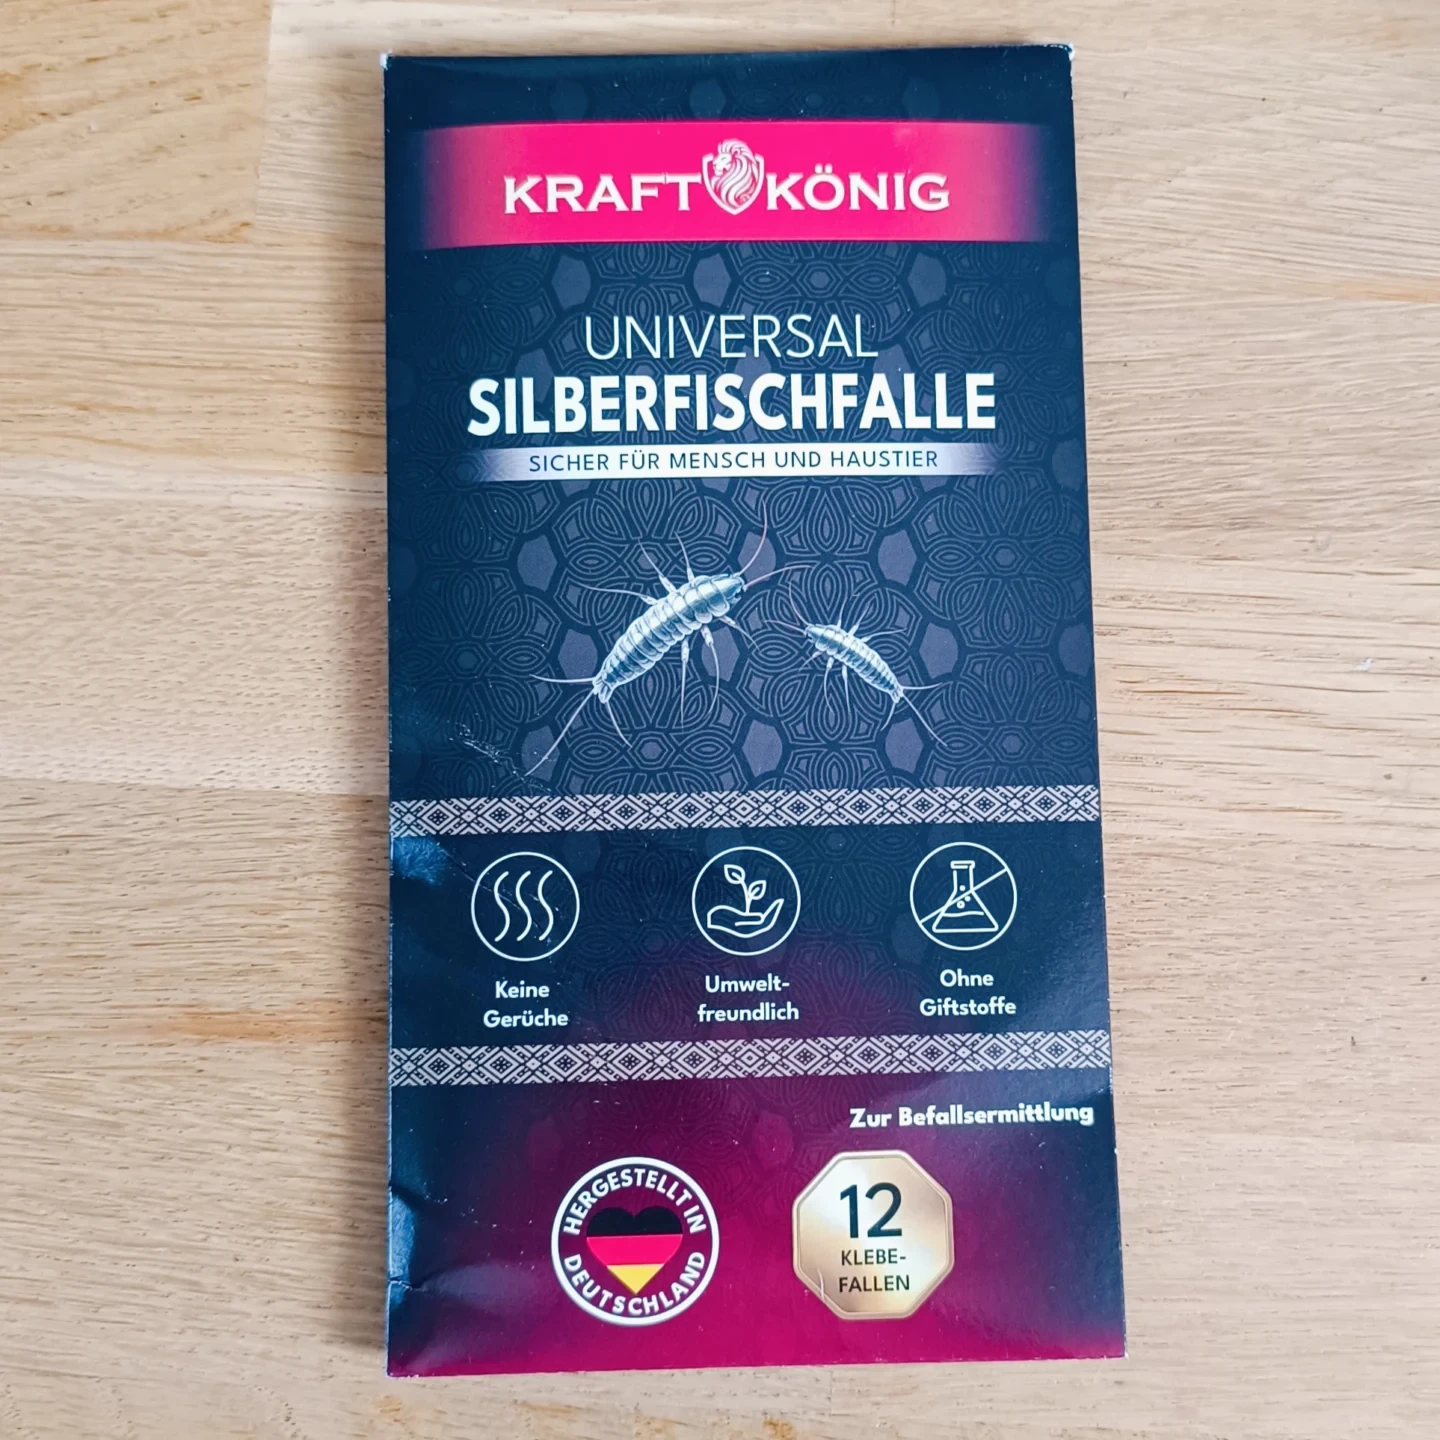 KRAFT KÖNIG
UNIVERSAL
SILBERFISCHFALLE
SICHER FÜR MENSCH UND HAUSTIER
Keine
Gerüche
Umwelt-
freundlich
Ohne
Giftstoffe
Zur Befallsermittlung
HERGESTELLT IN
DEUTSCHLAND
12
KLEBE-
FALLEN